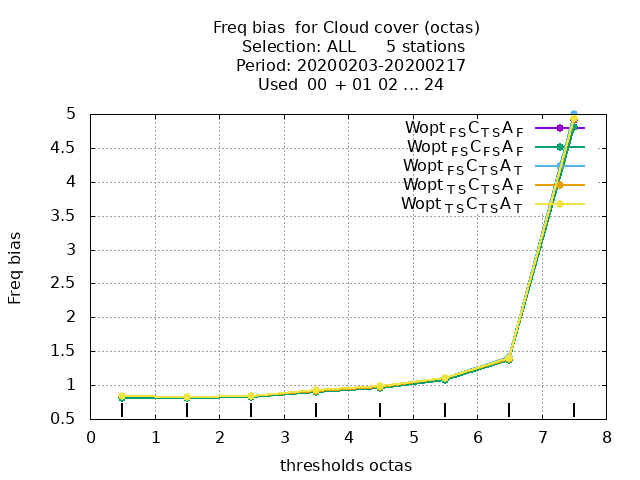 Freq bias  for Cloud cover (octas)
Selection: ALL      5 stations
Period: 20200203-20200217
Used  00 + 01 02 ... 24
Freq bias
5
4.5
4
3.5
3
2.5
2
1.5
1
0.5
Wopt FS C TS A F
Wopt FS C FS A F
Wopt FS C TS A T
Wopt TS C TS A F
Wopt TS C TS A T
0 1 2 3 4 5 6 7 8
thresholds octas